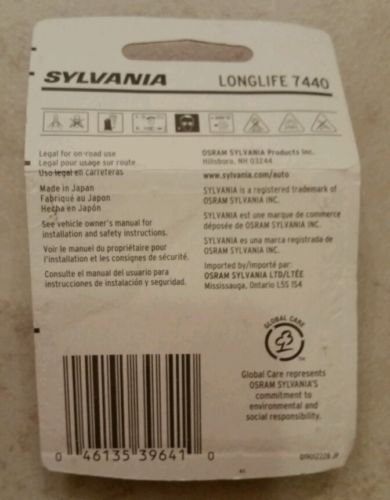 SYLVANIA LONGLIFE 7440
Legal for on-road use
Légal pour usage sur route
Uso legal en carreteras
Made in Japan
Fabriqué au Japon
Hecho en Japón
See vehicle owner's manual for
installation and safety instructions.
Voir le manuel du propriétaire pour
l'installation et les consignes de sécurité.
Consulte el manual del usuario para
instrucciones de instalación y seguridad.
OSRAM SYLVANIA Products Inc.
Hillsboro, NH 03244
www.sylvania.com/auto
SYLVANIA is a registered trademark of
OSRAM SYLVANIA INC.
SYLVANIA est une marque de commerce
déposée de OSRAM SYLVANIA INC.
SYLVANIA es una marca registrada de
OSRAM SYLVANIA INC.
Imported by/importé par:
OSRAM SYLVANIA LTD/LTÉE
Mississauga, Ontario L5S 1S4
GLOBAL CARE
TM
Global Care represents
OSRAM SYLVANIA'S
commitment to
environmental and
social responsibility.
0 46135 39641 0